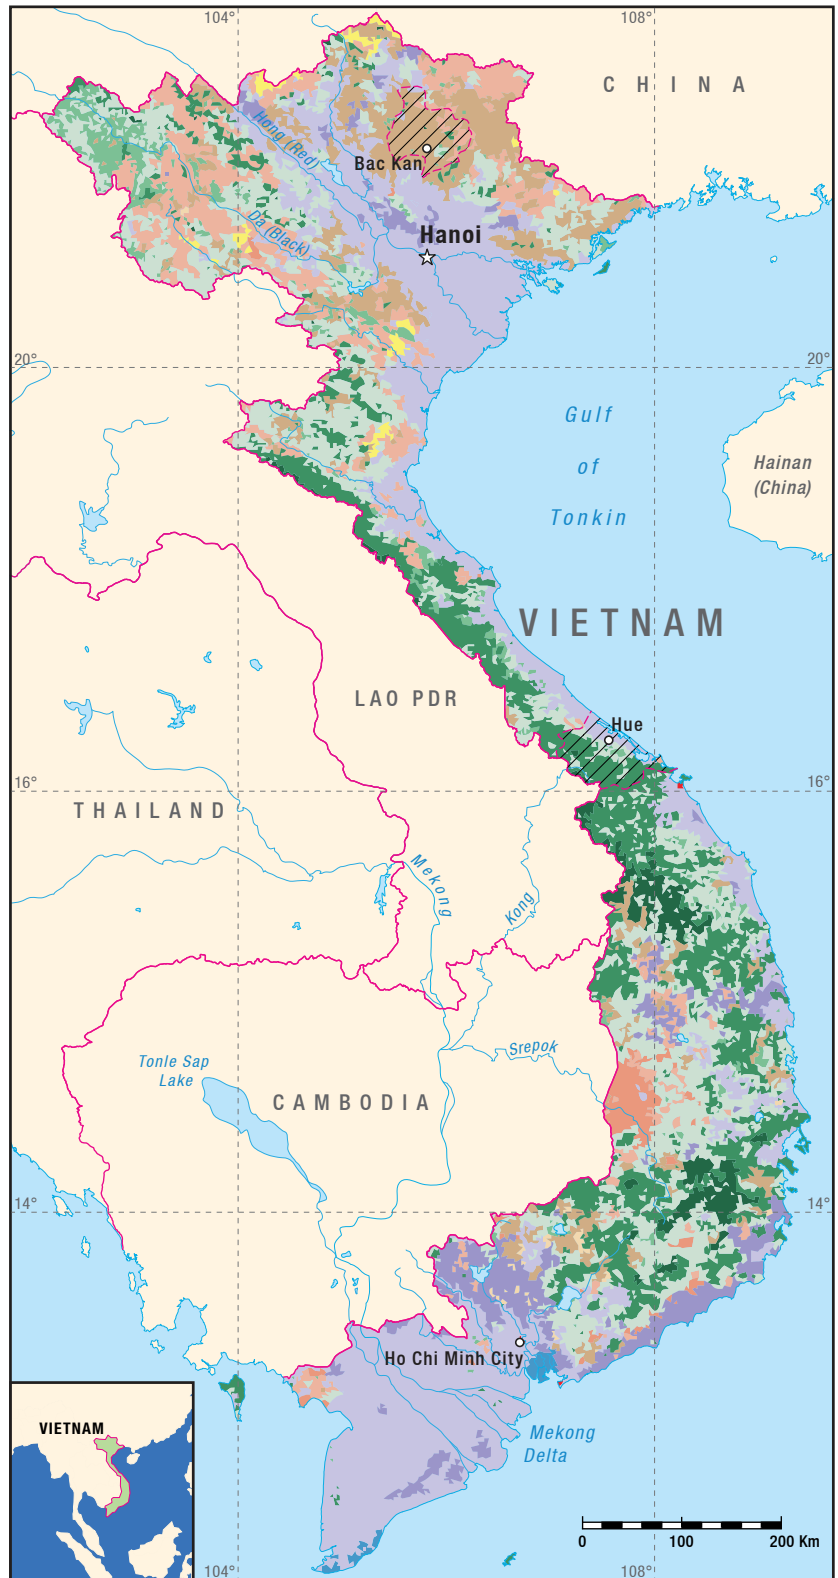 104°
108°
CHINA
Hong (Red)
Bac Kan
Da (Black)
Hanoi
20°
20°
Gulf
of
Tonkin
Hainan
(China)
VIETNAM
LAO PDR
Hue
16°
16°
THAILAND
Mekong
Kong
Srepok
Tonle Sap
Lake
CAMBODIA
14°
14°
Ho Chi Minh City
Mekong
Delta
VIETNAM
0 100 200 Km
104°
108°